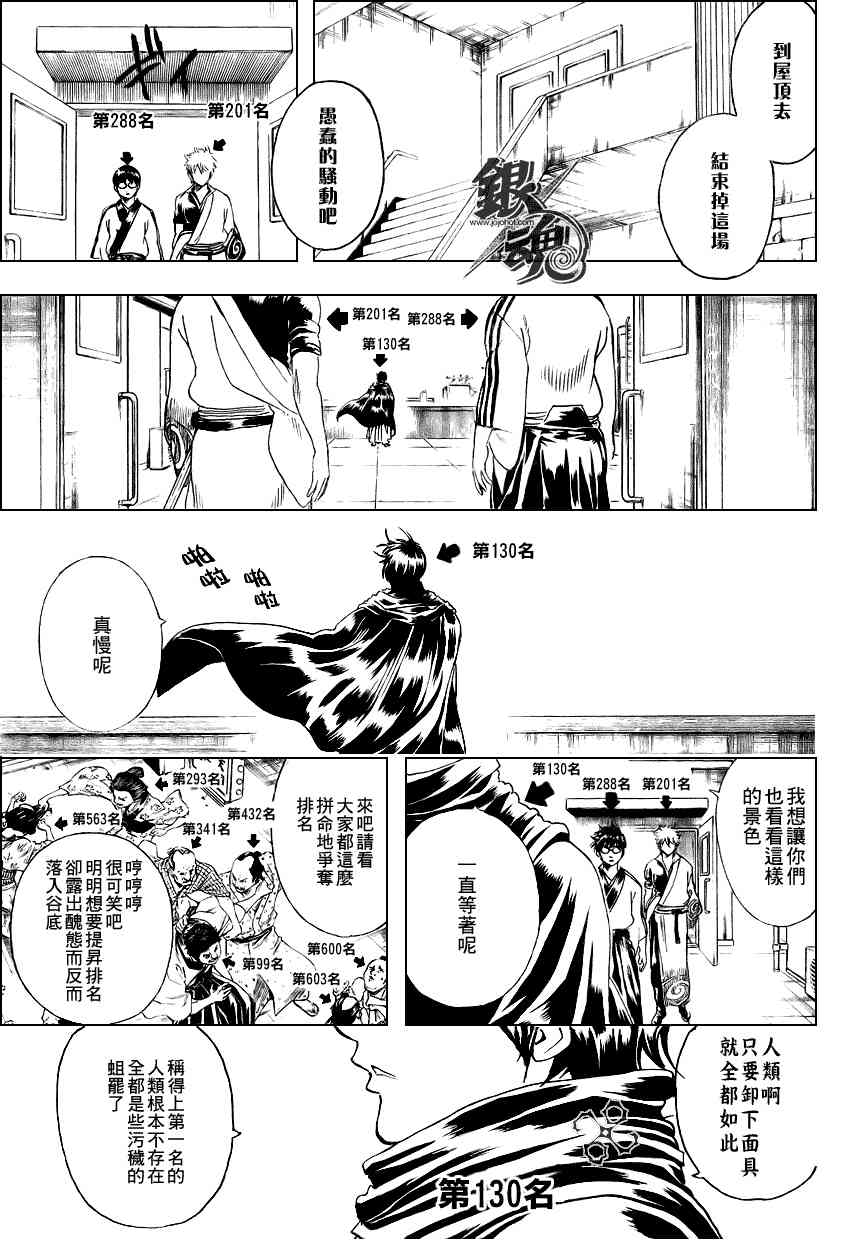 到屋頂去
結束掉這場
愚蠢的騷動吧
銀魂
www.jojohot.com
第201名
第288名
ギィ
第201名
第288名
第130名
第130名
啪啦
啪啦
真慢呢
我想讓你們
也看看這樣
的景色
第130名
第288名
第201名
一直等著呢
來吧請看
大家都這麼
拼命地爭奪
排名
第293名
第432名
第563名
第341名
哼哼哼
很可笑吧
明明想要提昇排名
卻露出醜態而反而
落入谷底
第99名
第600名
第603名
人類啊
只要卸下面具
就全都如此
稱得上第一名的
人類根本不存在
全都是些污穢的
蛆罷了
第130名